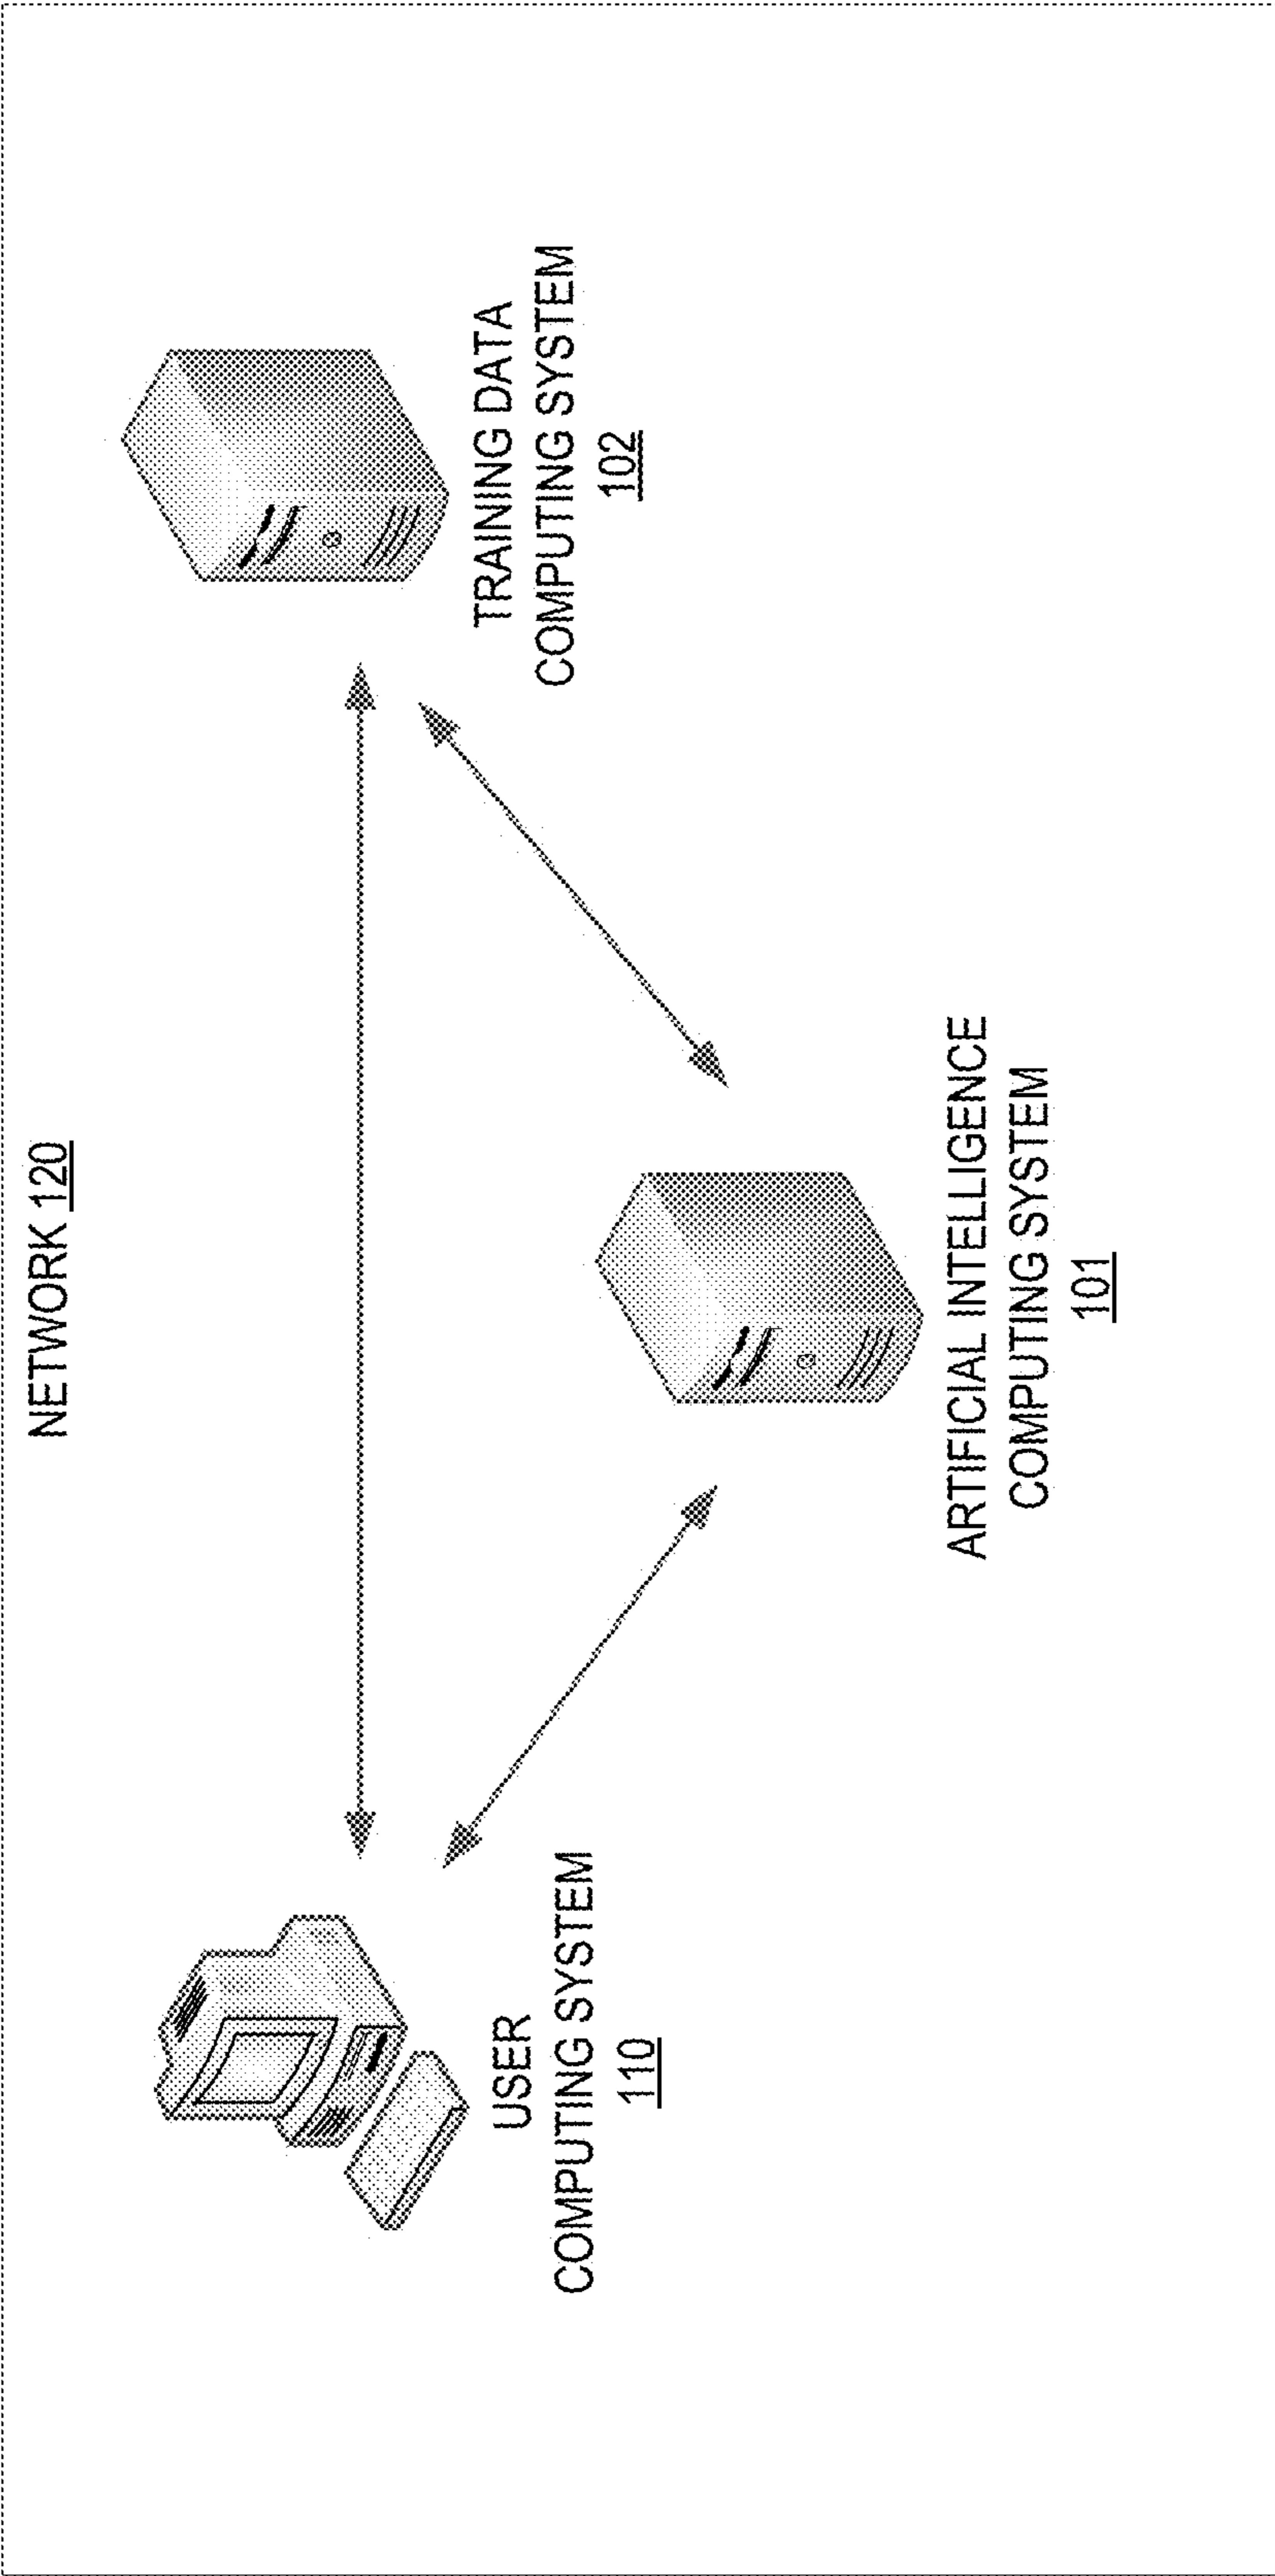 NETWORK 120
USER
COMPUTING SYSTEM
110
TRAINING DATA
COMPUTING SYSTEM
102
ARTIFICIAL INTELLIGENCE
COMPUTING SYSTEM
101